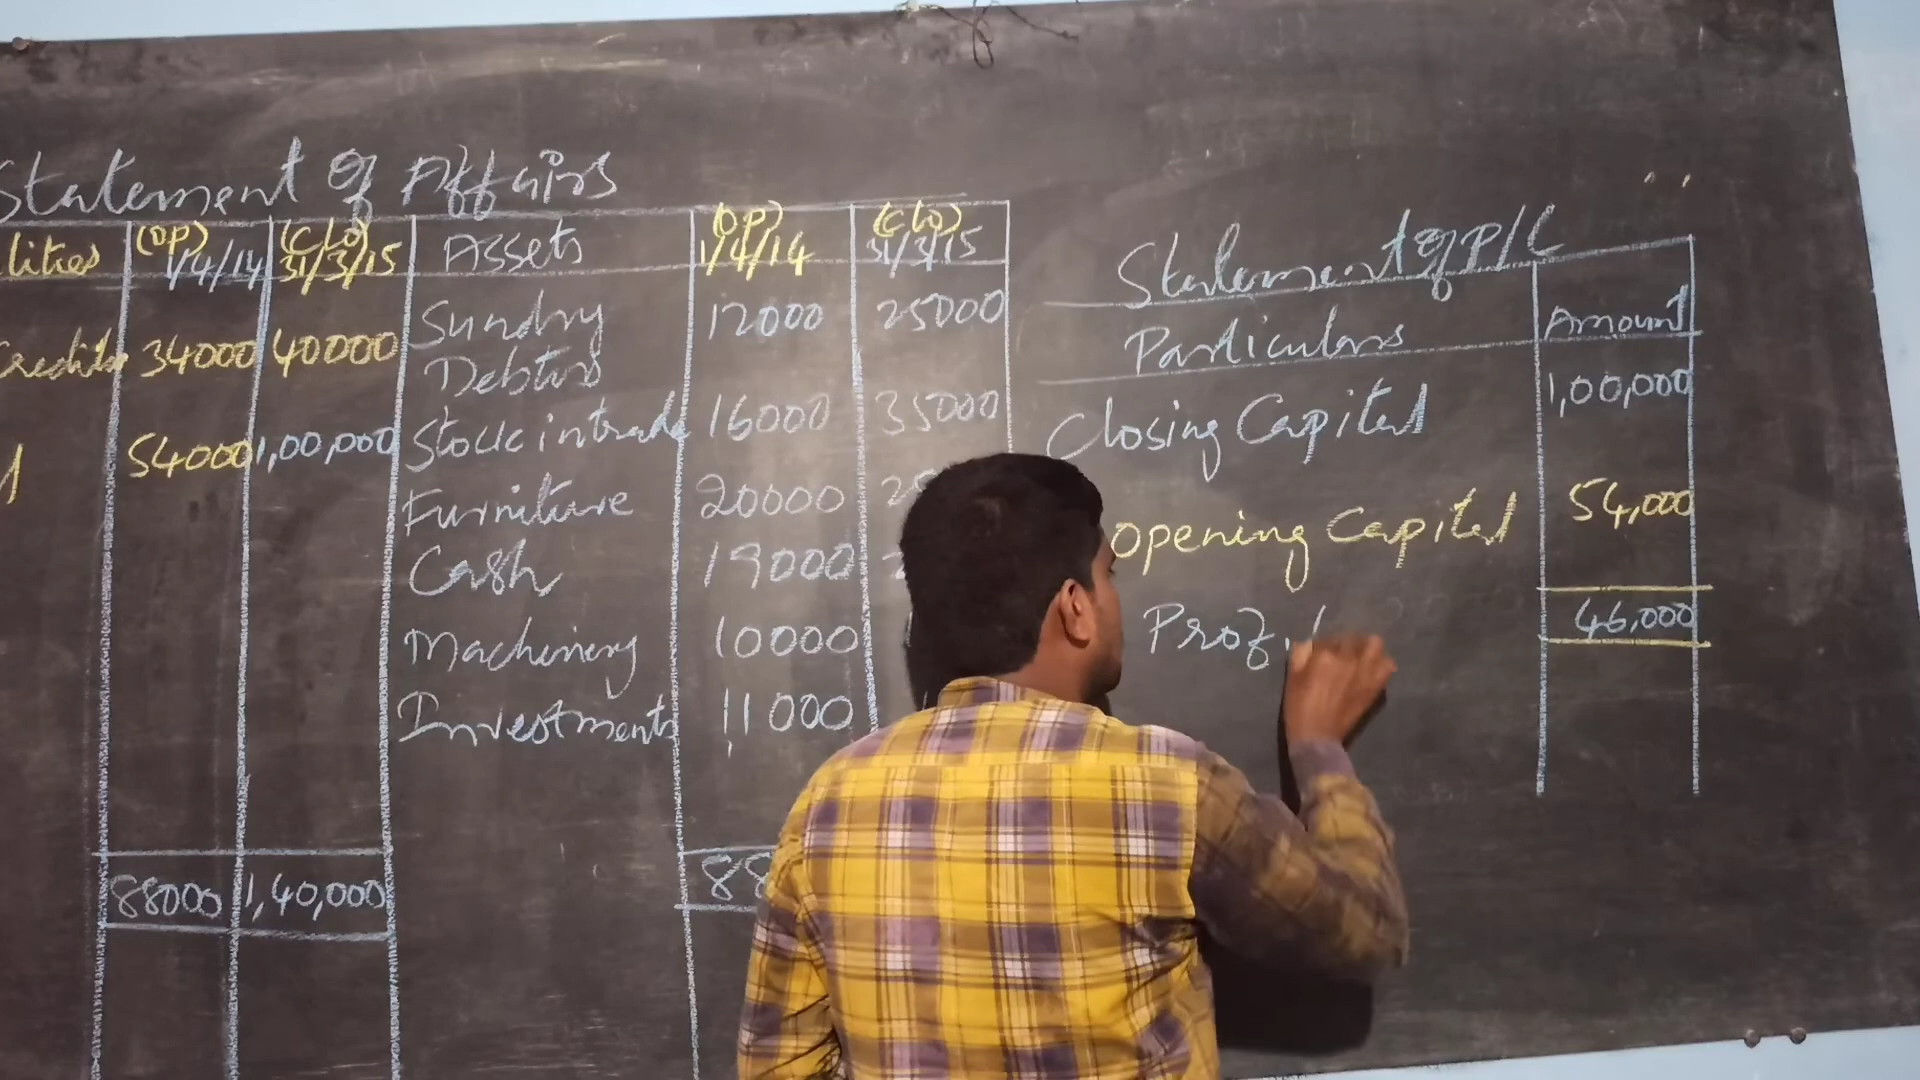 Statement of Affairs
lities (OP) 1/4/14 (Clo) 31/3/15 Assets (OP) 1/4/14 (Clo) 31/3/15
34000 40000 Sundry Debtors 12000 25000
54000 1,00,000 Stock in trade 16000 35000
Furniture 20000
Cash 19000
Machinery 10000
Investments 11000
88000 1,40,000 88
Statement of P/L
Particulars Amount
Closing Capital 1,00,000
Opening Capital 54,000
Profi 46,000